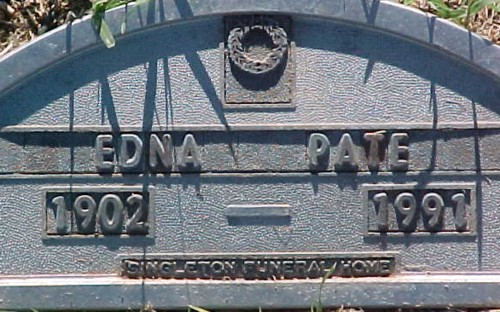 EDNA PATE
1902 — 1991
SINGLETON FUNERAL HOME